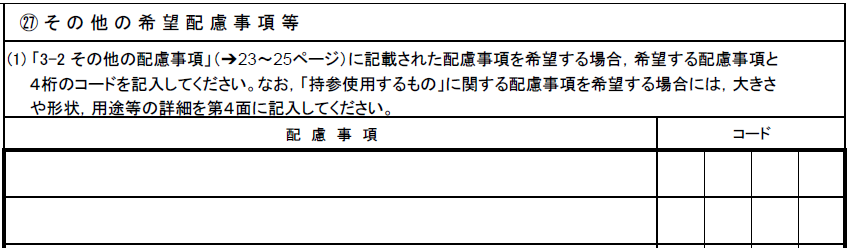 ㉗その他の希望配慮事項等
(1)「3-2 その他の配慮事項」(➔23～25ページ)に記載された配慮事項を希望する場合，希望する配慮事項と
４桁のコードを記入してください。なお，「持参使用するもの」に関する配慮事項を希望する場合には，大きさ
や形状，用途等の詳細を第４面に記入してください。
配慮事項 コード